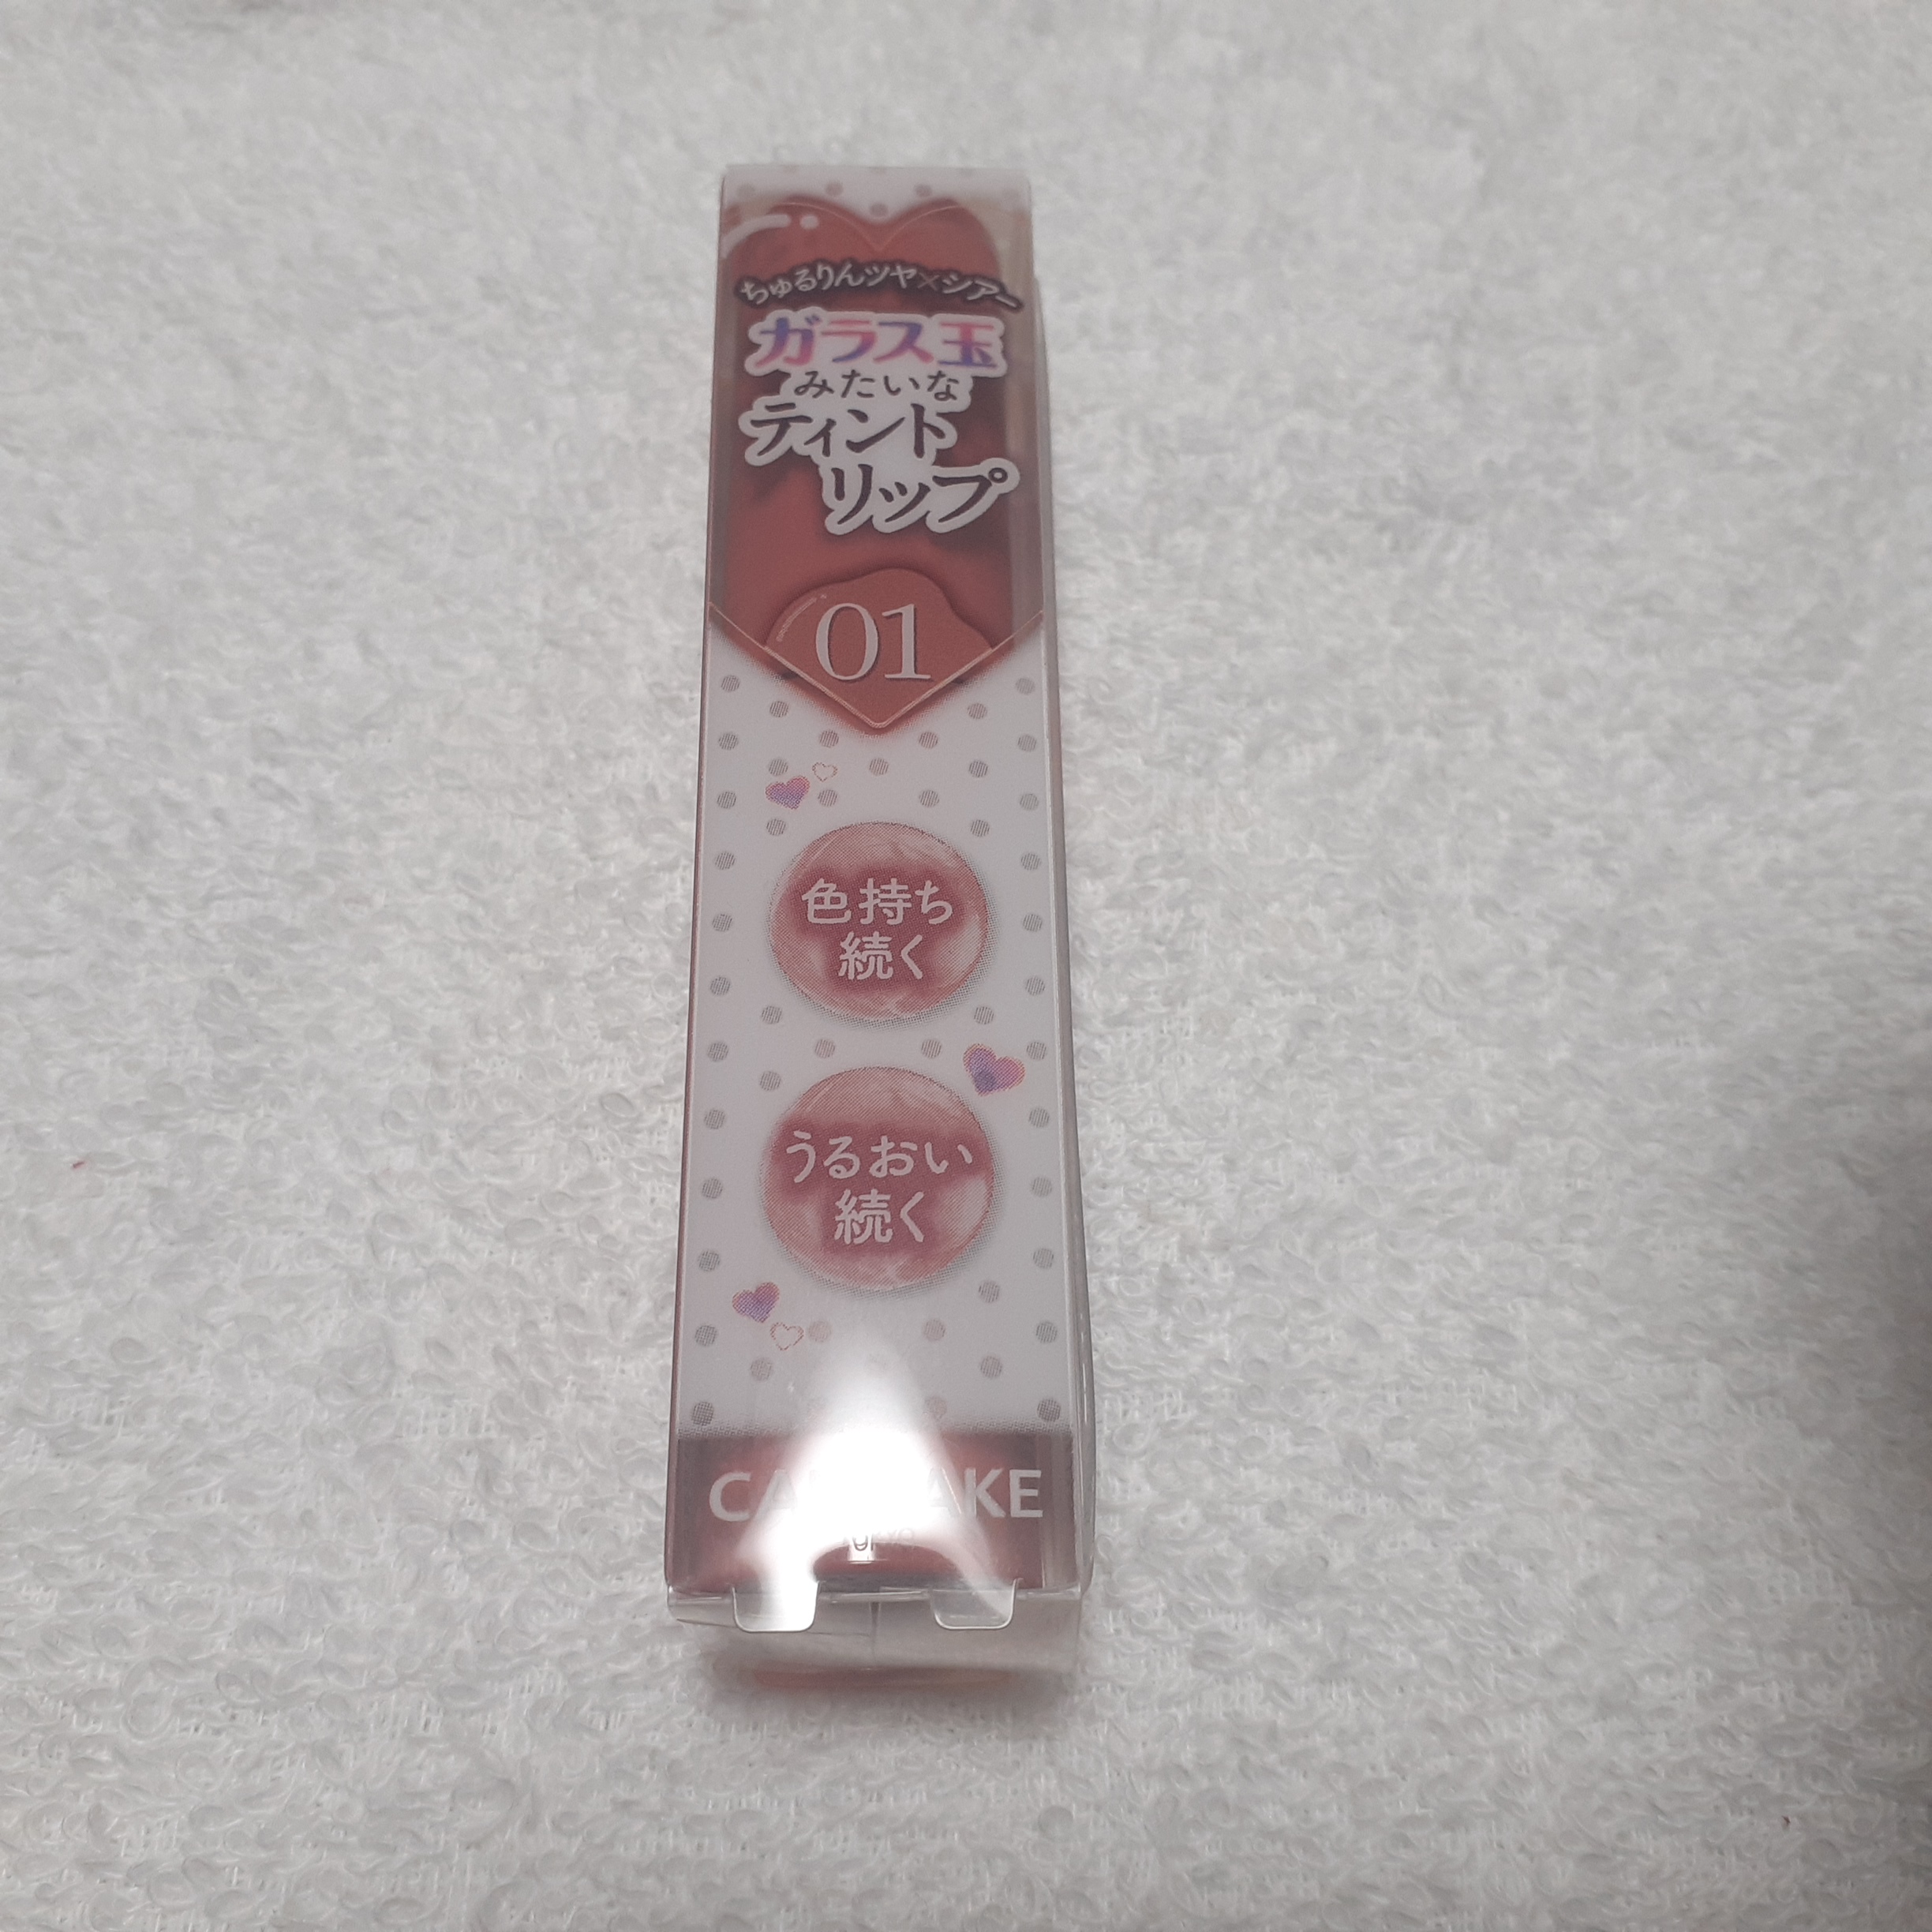 ちゅるりんツヤ×シアー
ガラス玉
みたいな
ティント
リップ
01
色持ち
続く
うるおい
続く